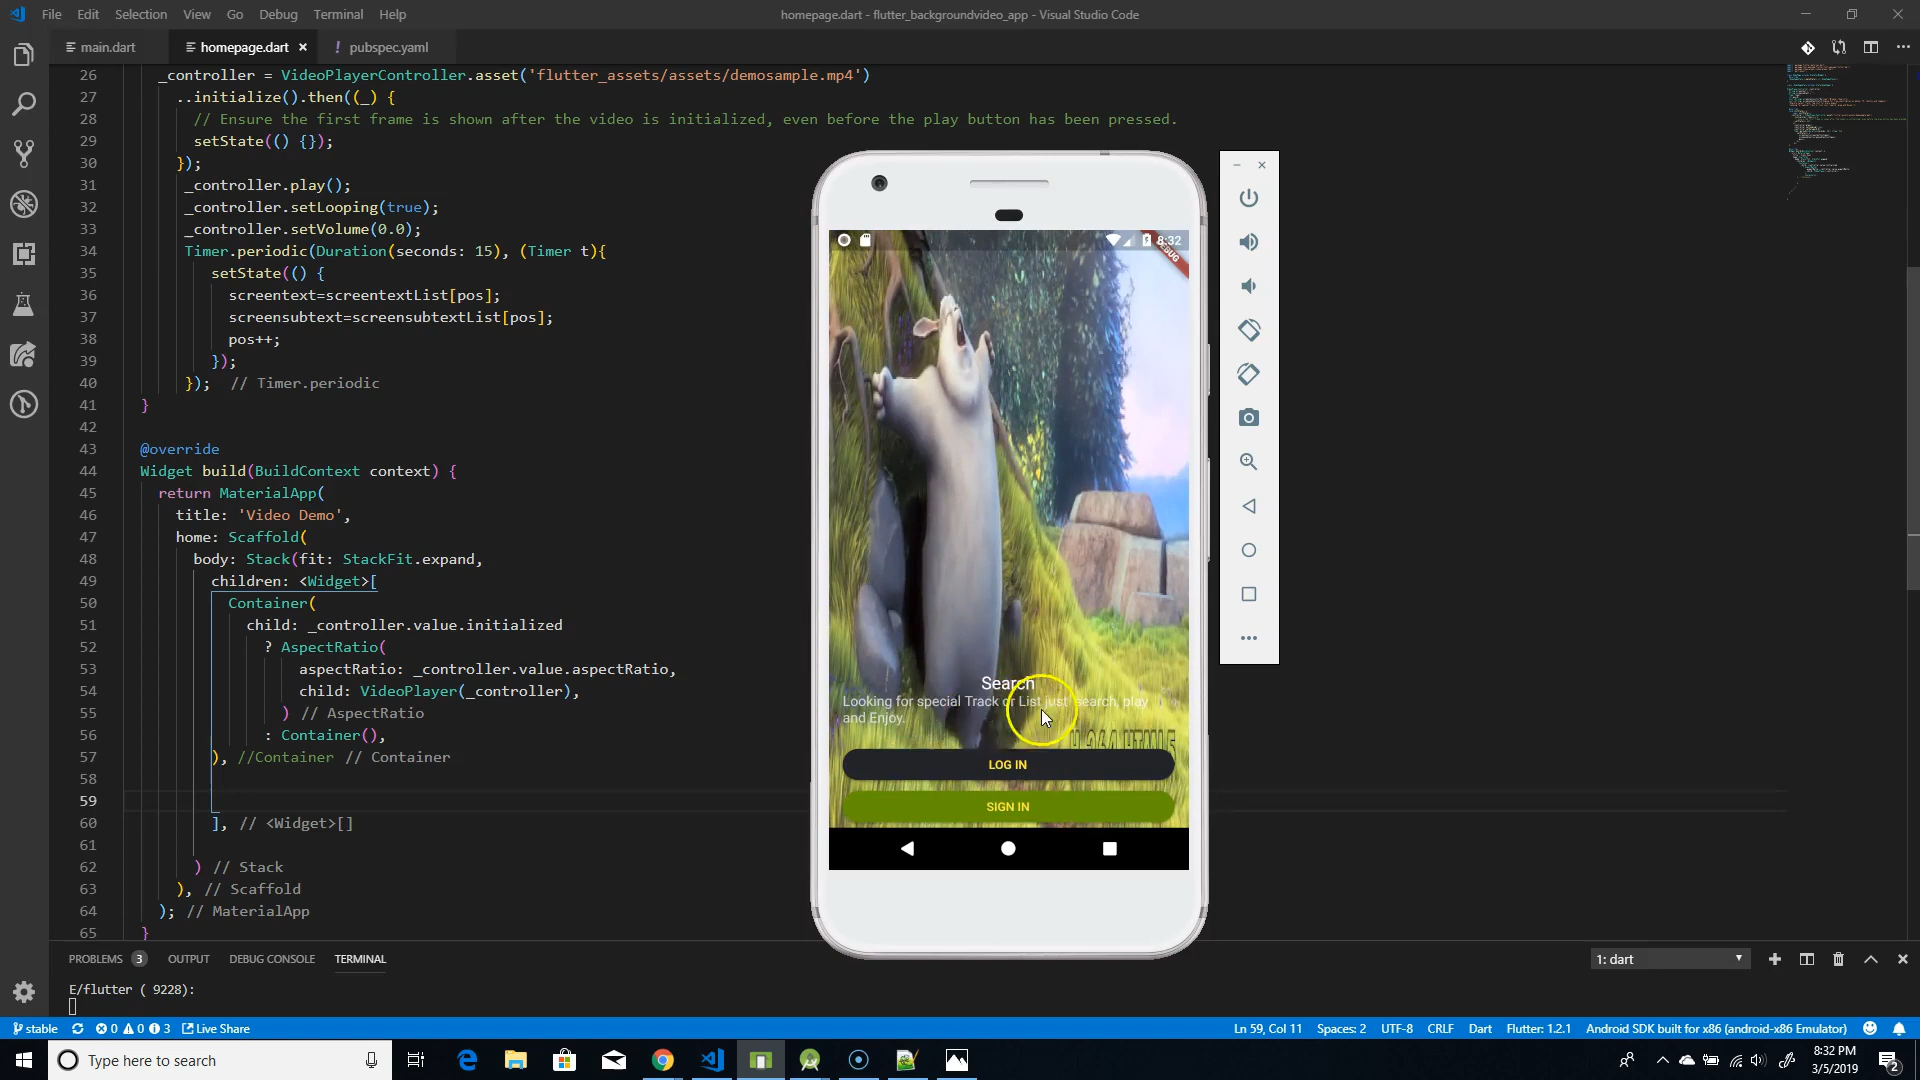 File Edit Selection View Go Debug Terminal Help
homepage.dart - flutter_backgroundvideo_app - Visual Studio Code
main.dart
homepage.dart ×
! pubspec.yaml
26 _controller = VideoPlayerController.asset('flutter_assets/assets/demosample.mp4')
27 ..initialize().then((_) {
28 // Ensure the first frame is shown after the video is initialized, even before the play button has been pressed.
29 setState(() {});
30 });
31 _controller.play();
32 _controller.setLooping(true);
33 _controller.setVolume(0.0);
34 Timer.periodic(Duration(seconds: 15), (Timer t){
35 setState(() {
36 screentext=screentextList[pos];
37 screensubtext=screensubtextList[pos];
38 pos++;
39 });
40 }); // Timer.periodic
41 }
42
43 @override
44 Widget build(BuildContext context) {
45 return MaterialApp(
46 title: 'Video Demo',
47 home: Scaffold(
48 body: Stack(fit: StackFit.expand,
49 children: <Widget>[
50 Container(
51 child: _controller.value.initialized
52 ? AspectRatio(
53 aspectRatio: _controller.value.aspectRatio,
54 child: VideoPlayer(_controller),
55 ) // AspectRatio
56 : Container(),
57 ), //Container // Container
58
59
60 ], // <Widget>[]
61
62 ) // Stack
63 ), // Scaffold
64 ); // MaterialApp
65 }
8:32
DEBUG
Search
Looking for special Track or List just search, play
and Enjoy.
H.264 HTML5
LOG IN
SIGN IN
PROBLEMS 3 OUTPUT DEBUG CONSOLE TERMINAL
1: dart
E/flutter ( 9228):
stable 0 0 3 Live Share
Ln 59, Col 11 Spaces: 2 UTF-8 CRLF Dart Flutter: 1.2.1 Android SDK built for x86 (android-x86 Emulator)
Type here to search
8:32 PM
3/5/2019
2